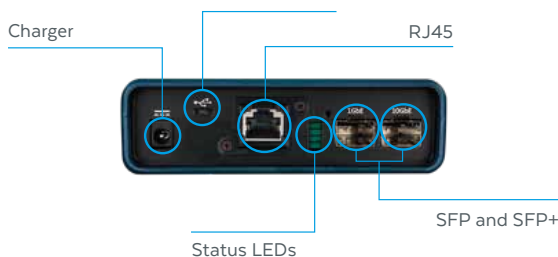 Charger
RJ45
1GbE
10GbE
SFP and SFP+
Status LEDs